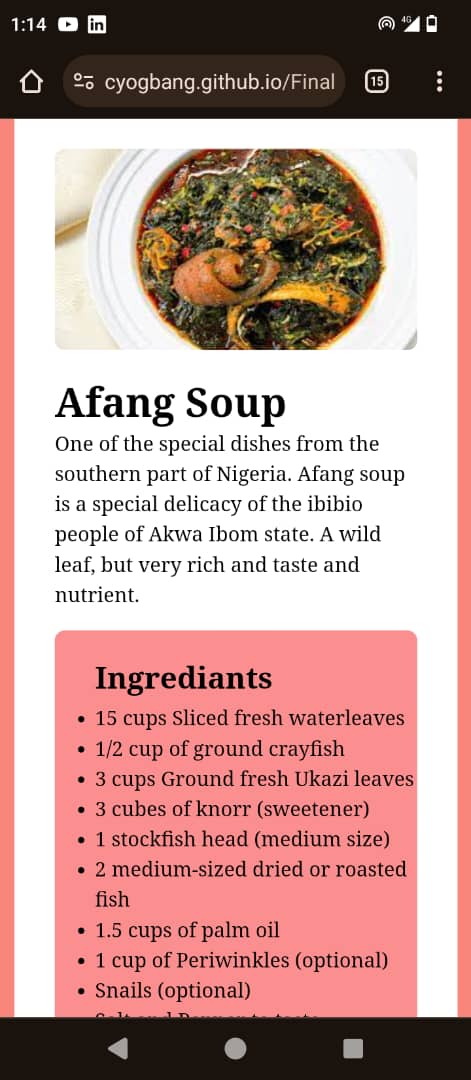 1:14
4G
cyogbang.github.io/Final
15
Afang Soup
One of the special dishes from the
southern part of Nigeria. Afang soup
is a special delicacy of the ibibio
people of Akwa Ibom state. A wild
leaf, but very rich and taste and
nutrient.
Ingrediants
• 15 cups Sliced fresh waterleaves
• 1/2 cup of ground crayfish
• 3 cups Ground fresh Ukazi leaves
• 3 cubes of knorr (sweetener)
• 1 stockfish head (medium size)
• 2 medium-sized dried or roasted
fish
• 1.5 cups of palm oil
• 1 cup of Periwinkles (optional)
• Snails (optional)